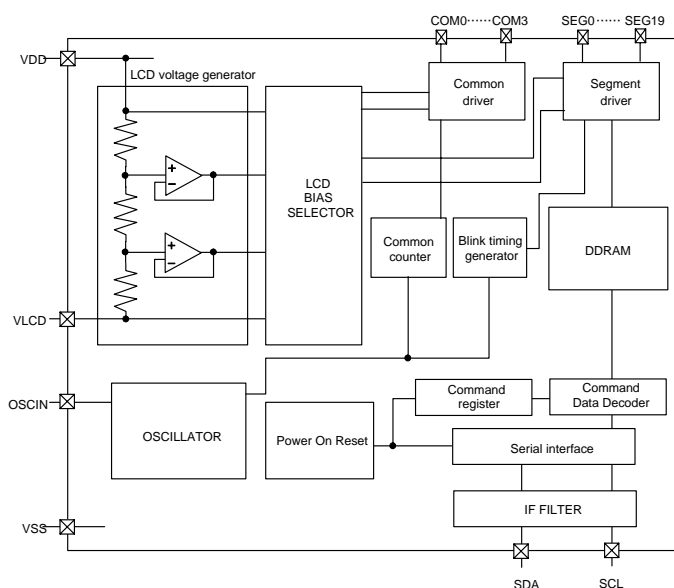 COM0······ COM3
SEG0······ SEG19
VDD
LCD voltage generator
Common
driver
Segment
driver
+
−
LCD
BIAS
SELECTOR
+
−
Common
counter
Blink timing
generator
DDRAM
VLCD
OSCIN
OSCILLATOR
Power On Reset
Command
register
Command
Data Decoder
Serial interface
IF FILTER
VSS
SDA
SCL